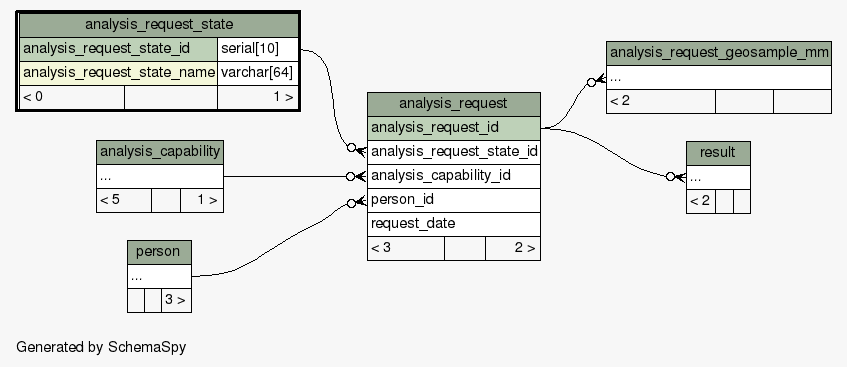 analysis_request_state
analysis_request_state_id serial[10]
analysis_request_state_name varchar[64]
< 0 1 >
analysis_capability
...
< 5 1 >
person
...
3 >
analysis_request
analysis_request_id
analysis_request_state_id
analysis_capability_id
person_id
request_date
< 3 2 >
analysis_request_geosample_mm
...
< 2
result
...
< 2
Generated by SchemaSpy